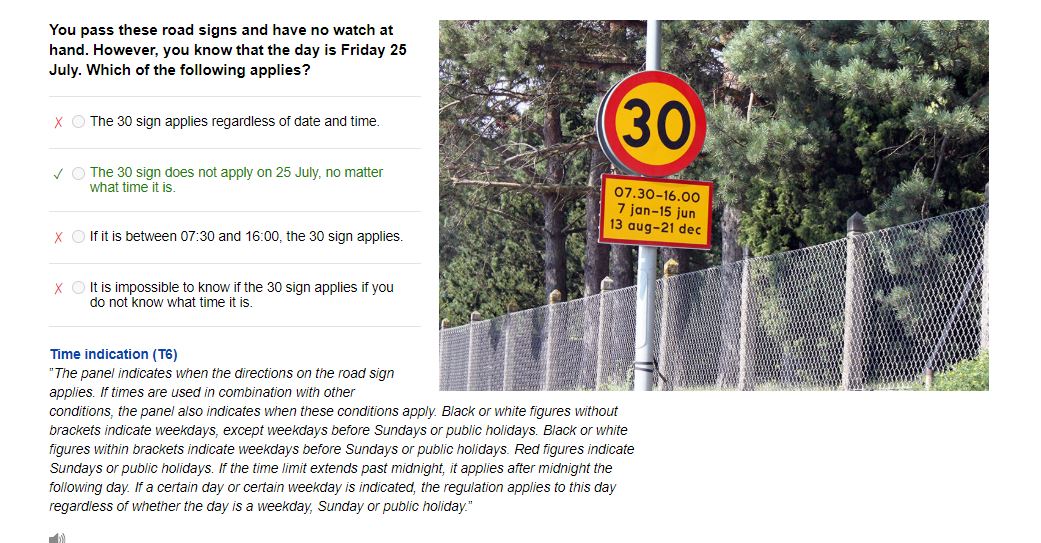 You pass these road signs and have no watch at
hand. However, you know that the day is Friday 25
July. Which of the following applies?
The 30 sign applies regardless of date and time.
The 30 sign does not apply on 25 July, no matter
what time it is.
If it is between 07:30 and 16:00, the 30 sign applies.
It is impossible to know if the 30 sign applies if you
do not know what time it is.
30
07.30-16.00
7 jan-15 jun
13 aug-21 dec
Time indication (T6)
"The panel indicates when the directions on the road sign
applies. If times are used in combination with other
conditions, the panel also indicates when these conditions apply. Black or white figures without
brackets indicate weekdays, except weekdays before Sundays or public holidays. Black or white
figures within brackets indicate weekdays before Sundays or public holidays. Red figures indicate
Sundays or public holidays. If the time limit extends past midnight, it applies after midnight the
following day. If a certain day or certain weekday is indicated, the regulation applies to this day
regardless of whether the day is a weekday, Sunday or public holiday."